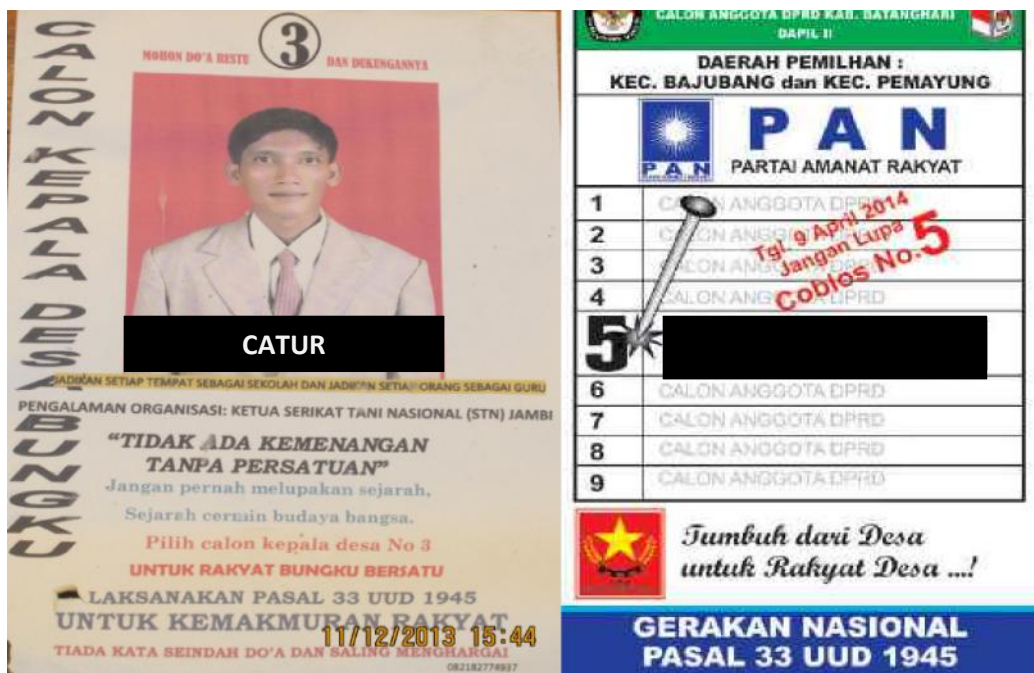 CALON KEPALA DESA BUNGKU
3
MOHON DO'A RESTU DAN DUKUNGANNYA
CATUR
JADIKAN SETIAP TEMPAT SEBAGAI SEKOLAH DAN JADIKAN SETIAP ORANG SEBAGAI GURU
PENGALAMAN ORGANISASI: KETUA SERIKAT TANI NASIONAL (STN) JAMBI
"TIDAK ADA KEMENANGAN
TANPA PERSATUAN"
Jangan pernah melupakan sejarah,
Sejarah cermin budaya bangsa.
Pilih calon kepala desa No 3
UNTUK RAKYAT BUNGKU BERSATU
LAKSANAKAN PASAL 33 UUD 1945
UNTUK KEMAKMURAN RAKYAT
11/12/2013 15:44
TIADA KATA SEINDAH DO'A DAN SALING MENGHARGAI
082182774937
CALON ANGGOTA DPRD KAB. BATANGHARI
DAPIL II
DAERAH PEMILHAN :
KEC. BAJUBANG dan KEC. PEMAYUNG
PAN
PAN
PARTAI AMANAT RAKYAT
1 CALON ANGGOTA DPRD
2 CALON ANGGOTA DPRD
3 CALON ANGGOTA DPRD
4 CALON ANGGOTA DPRD
Tgl. 9 April 2014
Jangan Lupa
Coblos No. 5
5
6 CALON ANGGOTA DPRD
7 CALON ANGGOTA DPRD
8 CALON ANGGOTA DPRD
9 CALON ANGGOTA DPRD
Tumbuh dari Desa
untuk Rakyat Desa ...!
GERAKAN NASIONAL
PASAL 33 UUD 1945